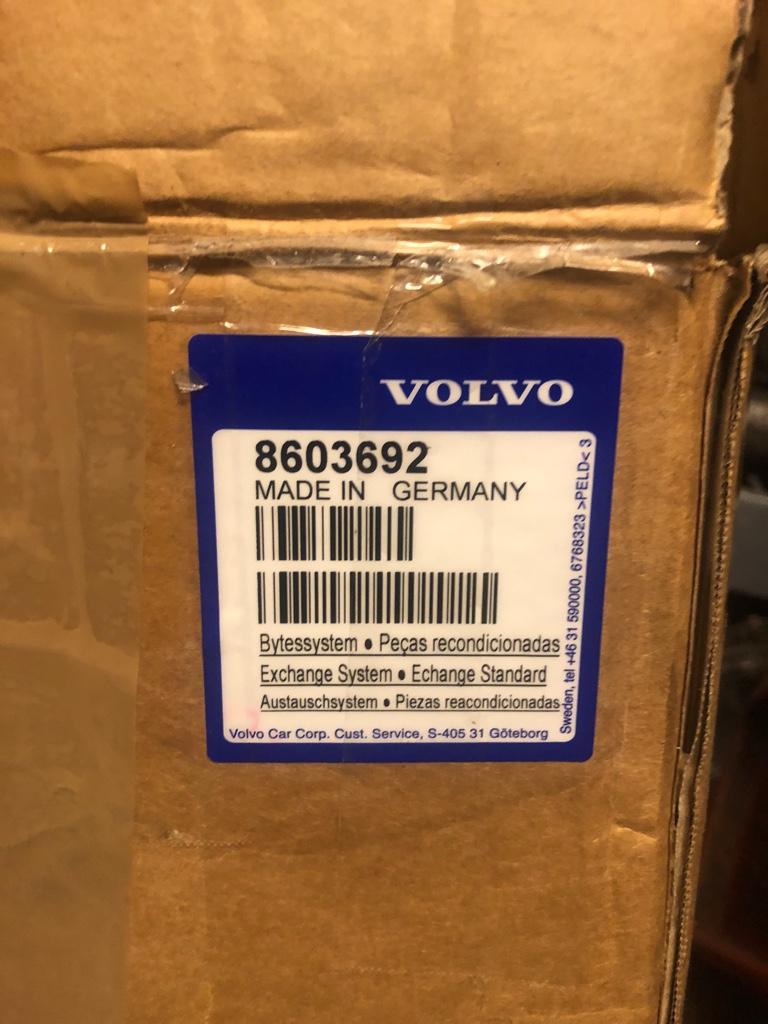 VOLVO
8603692
MADE IN GERMANY
Bytessystem • Peças recondicionadas
Exchange System • Echange Standard
Austauschsystem • Piezas reacondicionadas
Volvo Car Corp. Cust. Service, S-405 31 Göteborg
Sweden, tel +46 31 590000, 6768323 >PELD< 3